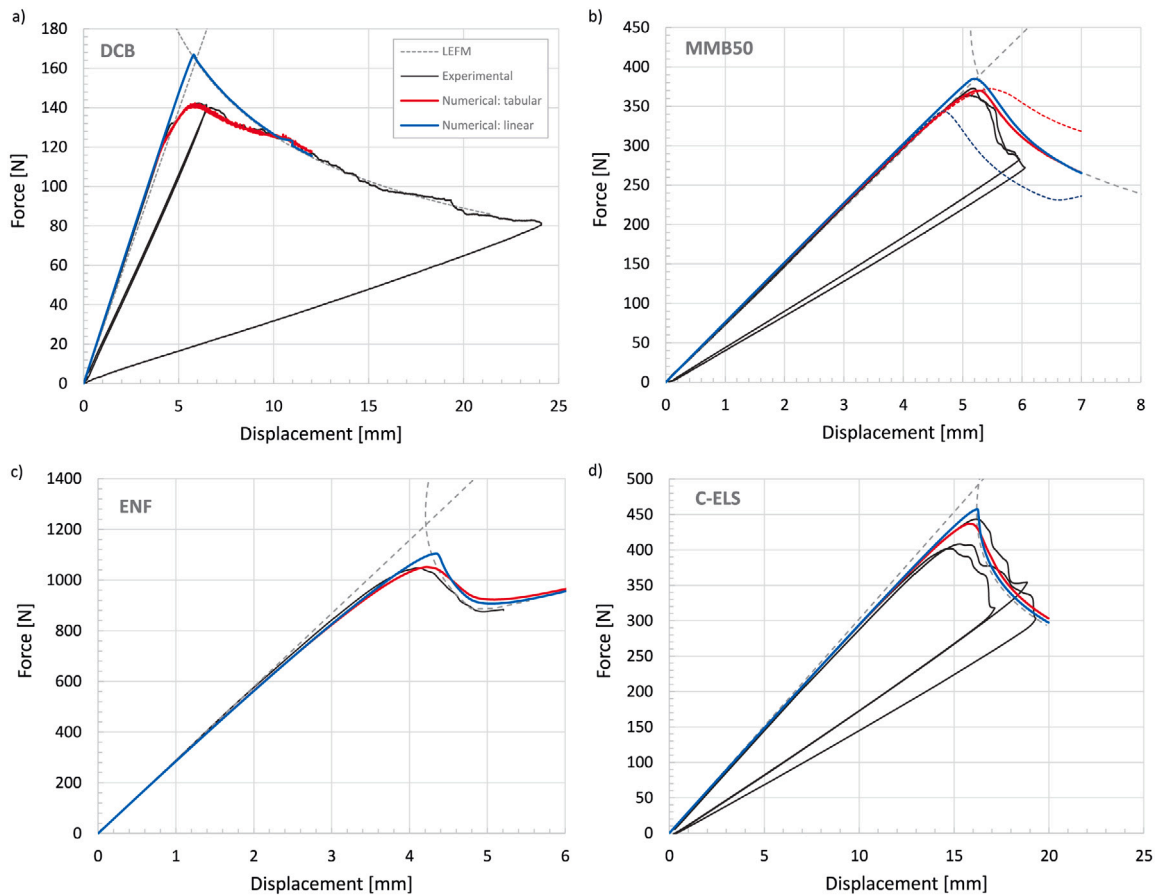 a)
DCB
LEFM
Experimental
Numerical: tabular
Numerical: linear
Force [N]
180
160
140
120
100
80
60
40
20
0
0 5 10 15 20 25
Displacement [mm]
b)
MMB50
Force [N]
450
400
350
300
250
200
150
100
50
0
0 1 2 3 4 5 6 7 8
Displacement [mm]
c)
ENF
Force [N]
1400
1200
1000
800
600
400
200
0
0 1 2 3 4 5 6
Displacement [mm]
d)
C-ELS
Force [N]
500
450
400
350
300
250
200
150
100
50
0
0 5 10 15 20 25
Displacement [mm]